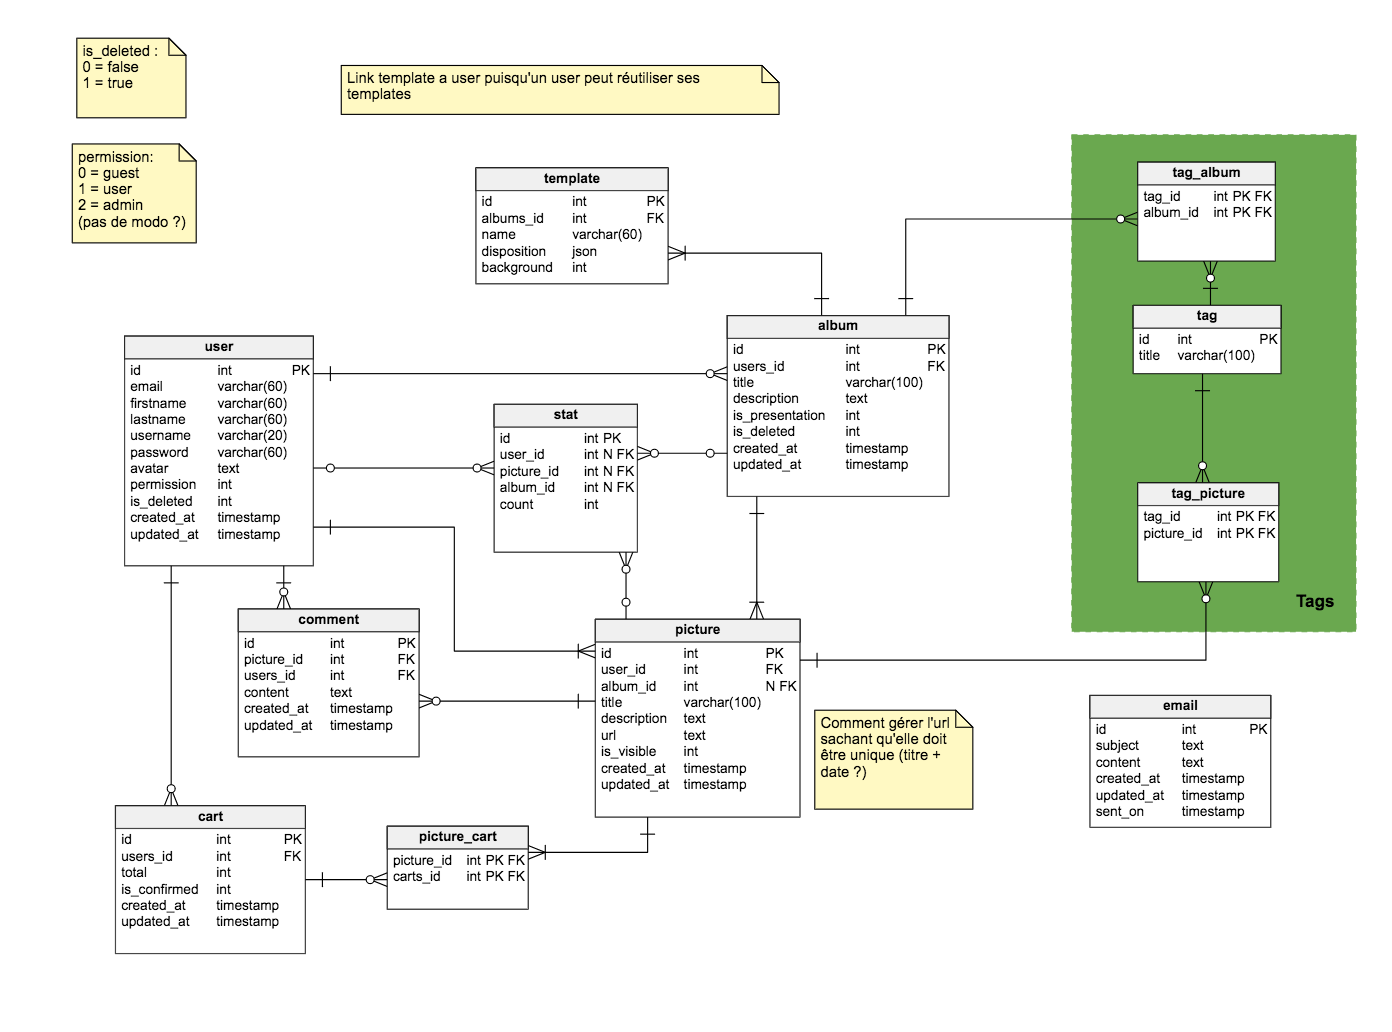 is_deleted :
0 = false
1 = true
permission:
0 = guest
1 = user
2 = admin
(pas de modo ?)
Link template a user puisqu'un user peut réutiliser ses
templates
template
id int PK
albums_id int FK
name varchar(60)
disposition json
background int
user
id int PK
email varchar(60)
firstname varchar(60)
lastname varchar(60)
username varchar(20)
password varchar(60)
avatar text
permission int
is_deleted int
created_at timestamp
updated_at timestamp
stat
id int PK
user_id int N FK
picture_id int N FK
album_id int N FK
count int
album
id int PK
users_id int FK
title varchar(100)
description text
is_presentation int
is_deleted int
created_at timestamp
updated_at timestamp
tag_album
tag_id int PK FK
album_id int PK FK
tag
id int PK
title varchar(100)
tag_picture
tag_id int PK FK
picture_id int PK FK
Tags
comment
id int PK
picture_id int FK
users_id int FK
content text
created_at timestamp
updated_at timestamp
picture
id int PK
user_id int FK
album_id int N FK
title varchar(100)
description text
url text
is_visible int
created_at timestamp
updated_at timestamp
Comment gérer l'url
sachant qu'elle doit
être unique (titre +
date ?)
email
id int PK
subject text
content text
created_at timestamp
updated_at timestamp
sent_on timestamp
cart
id int PK
users_id int FK
total int
is_confirmed int
created_at timestamp
updated_at timestamp
picture_cart
picture_id int PK FK
carts_id int PK FK